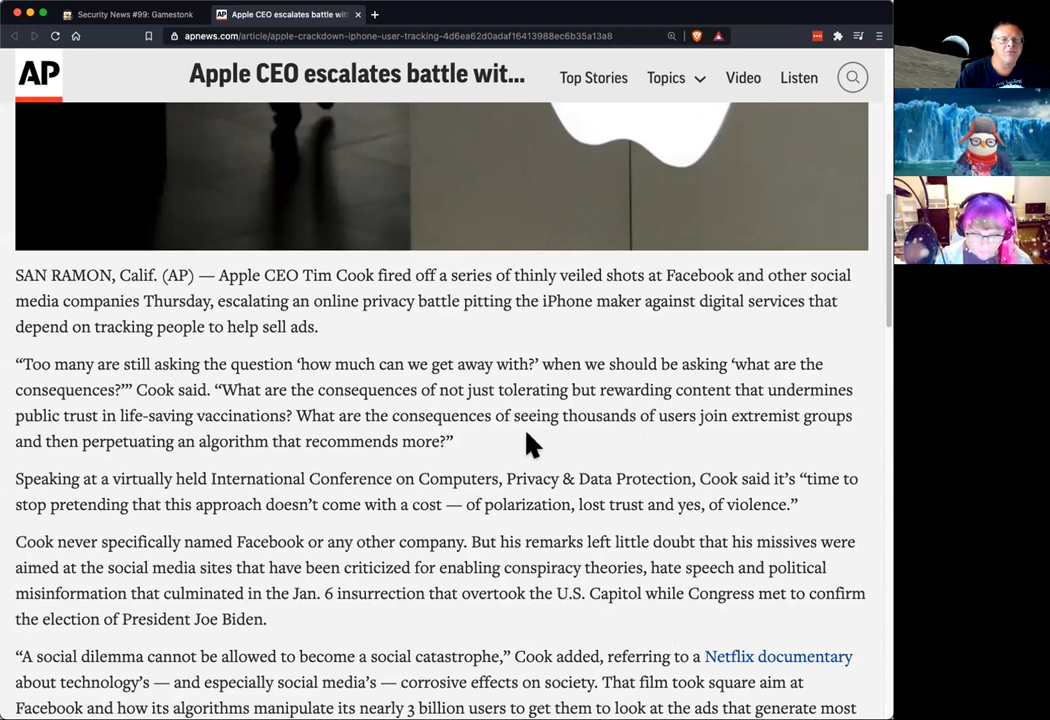 Security News #99: Gamestonk
Apple CEO escalates battle wit
apnews.com/article/apple-crackdown-iphone-user-tracking-4d6ea62d0adaf16413988ec6b35a13a8
AP
Apple CEO escalates battle wit...
Top Stories
Topics
Video
Listen
SAN RAMON, Calif. (AP) — Apple CEO Tim Cook fired off a series of thinly veiled shots at Facebook and other social
media companies Thursday, escalating an online privacy battle pitting the iPhone maker against digital services that
depend on tracking people to help sell ads.
“Too many are still asking the question ‘how much can we get away with?’ when we should be asking ‘what are the
consequences?’” Cook said. “What are the consequences of not just tolerating but rewarding content that undermines
public trust in life-saving vaccinations? What are the consequences of seeing thousands of users join extremist groups
and then perpetuating an algorithm that recommends more?”
Speaking at a virtually held International Conference on Computers, Privacy & Data Protection, Cook said it’s “time to
stop pretending that this approach doesn’t come with a cost — of polarization, lost trust and yes, of violence.”
Cook never specifically named Facebook or any other company. But his remarks left little doubt that his missives were
aimed at the social media sites that have been criticized for enabling conspiracy theories, hate speech and political
misinformation that culminated in the Jan. 6 insurrection that overtook the U.S. Capitol while Congress met to confirm
the election of President Joe Biden.
“A social dilemma cannot be allowed to become a social catastrophe,” Cook added, referring to a Netflix documentary
about technology’s — and especially social media’s — corrosive effects on society. That film took square aim at
Facebook and how its algorithms manipulate its nearly 3 billion users to get them to look at the ads that generate most